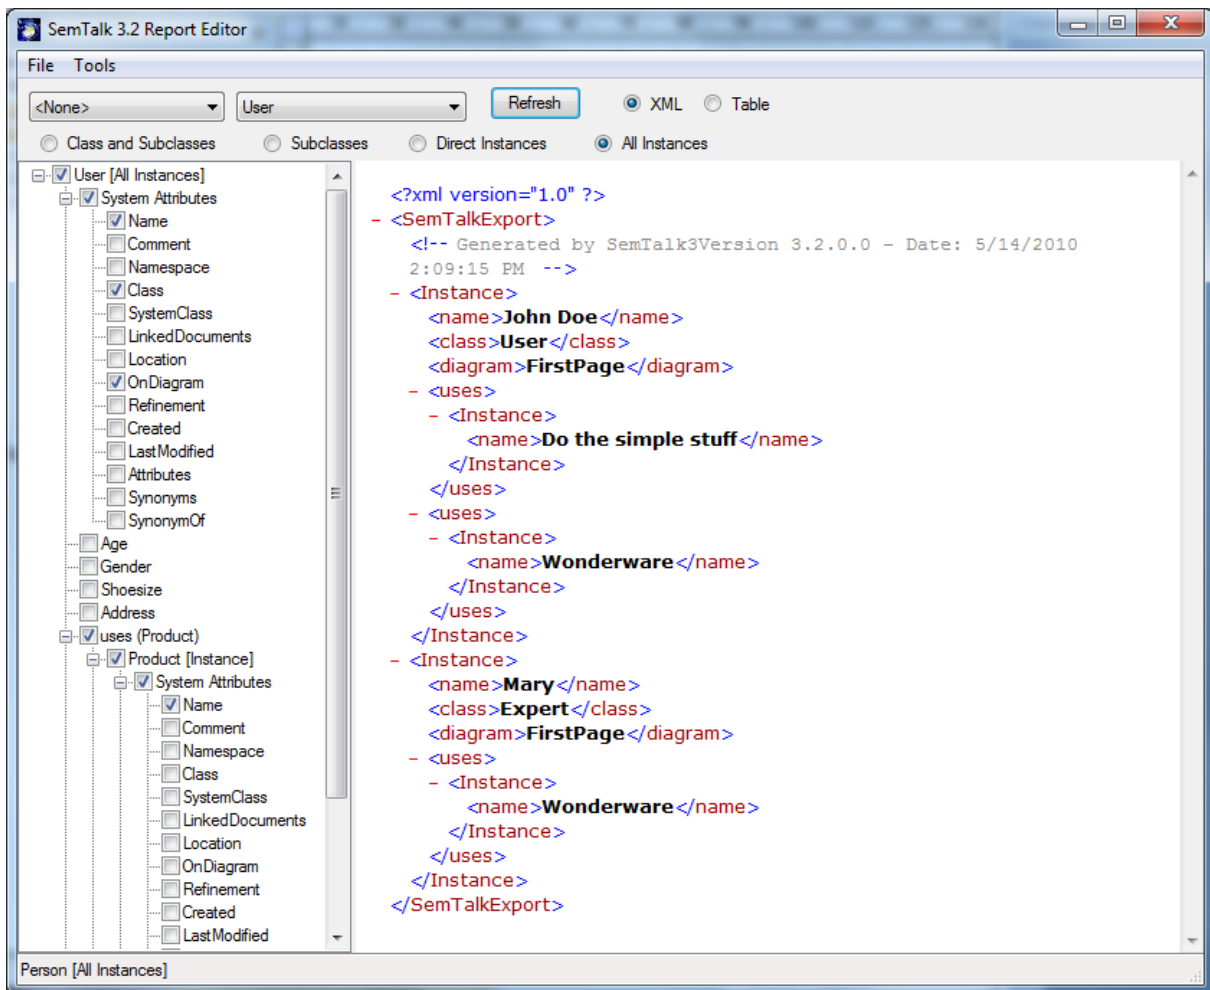 SemTalk 3.2 Report Editor
File Tools
<None> User Refresh XML Table
Class and Subclasses Subclasses Direct Instances All Instances
User [All Instances]
System Attributes
Name
Comment
Namespace
Class
SystemClass
LinkedDocuments
Location
OnDiagram
Refinement
Created
LastModified
Attributes
Synonyms
SynonymOf
Age
Gender
Shoesize
Address
uses (Product)
Product [Instance]
System Attributes
Name
Comment
Namespace
Class
SystemClass
LinkedDocuments
Location
OnDiagram
Refinement
Created
LastModified
<?xml version="1.0" ?>
- <SemTalkExport>
<!-- Generated by SemTalk3Version 3.2.0.0 - Date: 5/14/2010
2:09:15 PM -->
- <Instance>
<name>John Doe</name>
<class>User</class>
<diagram>FirstPage</diagram>
- <uses>
- <Instance>
<name>Do the simple stuff</name>
</Instance>
</uses>
- <uses>
- <Instance>
<name>Wonderware</name>
</Instance>
</uses>
</Instance>
- <Instance>
<name>Mary</name>
<class>Expert</class>
<diagram>FirstPage</diagram>
- <uses>
- <Instance>
<name>Wonderware</name>
</Instance>
</uses>
</Instance>
</SemTalkExport>
Person [All Instances]